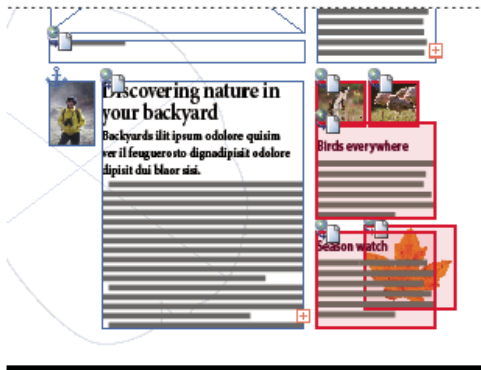 Discovering nature in
your backyard
Backyards ilit ipsum odolore quisim
ver il feuguerosto dignadipisit odolore
dipisit dui blaor sisi.
Birds everywhere
Season watch